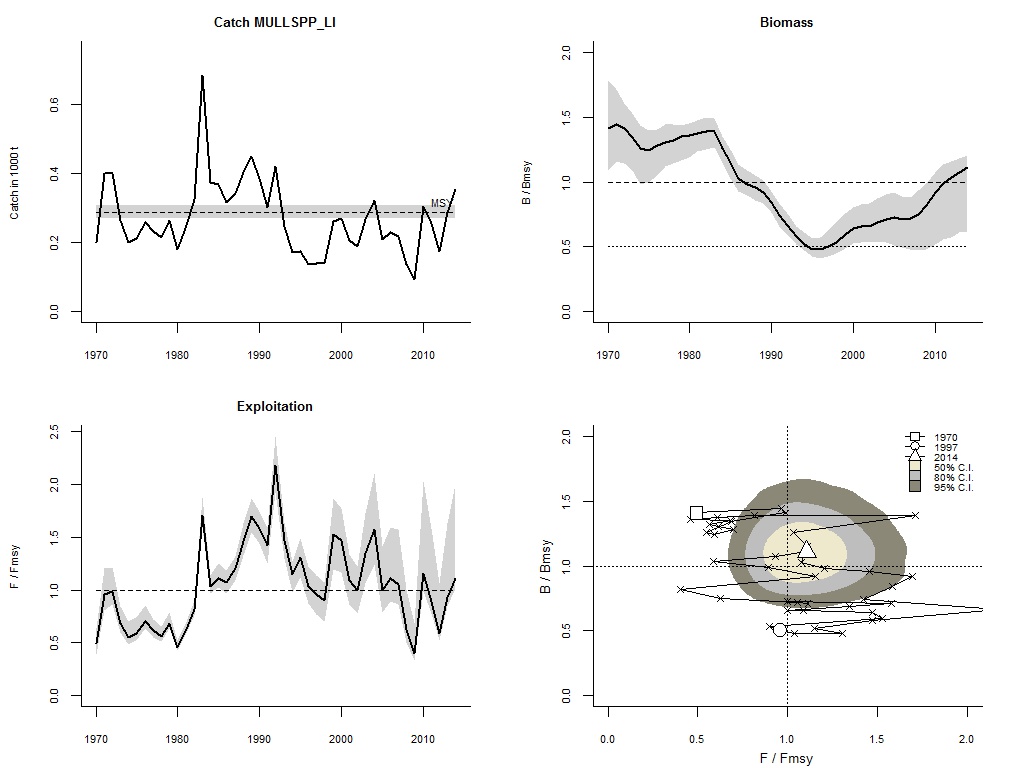 Catch MULLSPP_LI
Catch in 1000 t
0.0 0.2 0.4 0.6
MSY
1970 1980 1990 2000 2010
Biomass
B / Bmsy
0.0 0.5 1.0 1.5 2.0
1970 1980 1990 2000 2010
Exploitation
F / Fmsy
0.0 0.5 1.0 1.5 2.0 2.5
1970 1980 1990 2000 2010
B / Bmsy
0.0 0.5 1.0 1.5 2.0
1970
1997
2014
50% C.I.
80% C.I.
95% C.I.
0.0 0.5 1.0 1.5 2.0
F / Fmsy